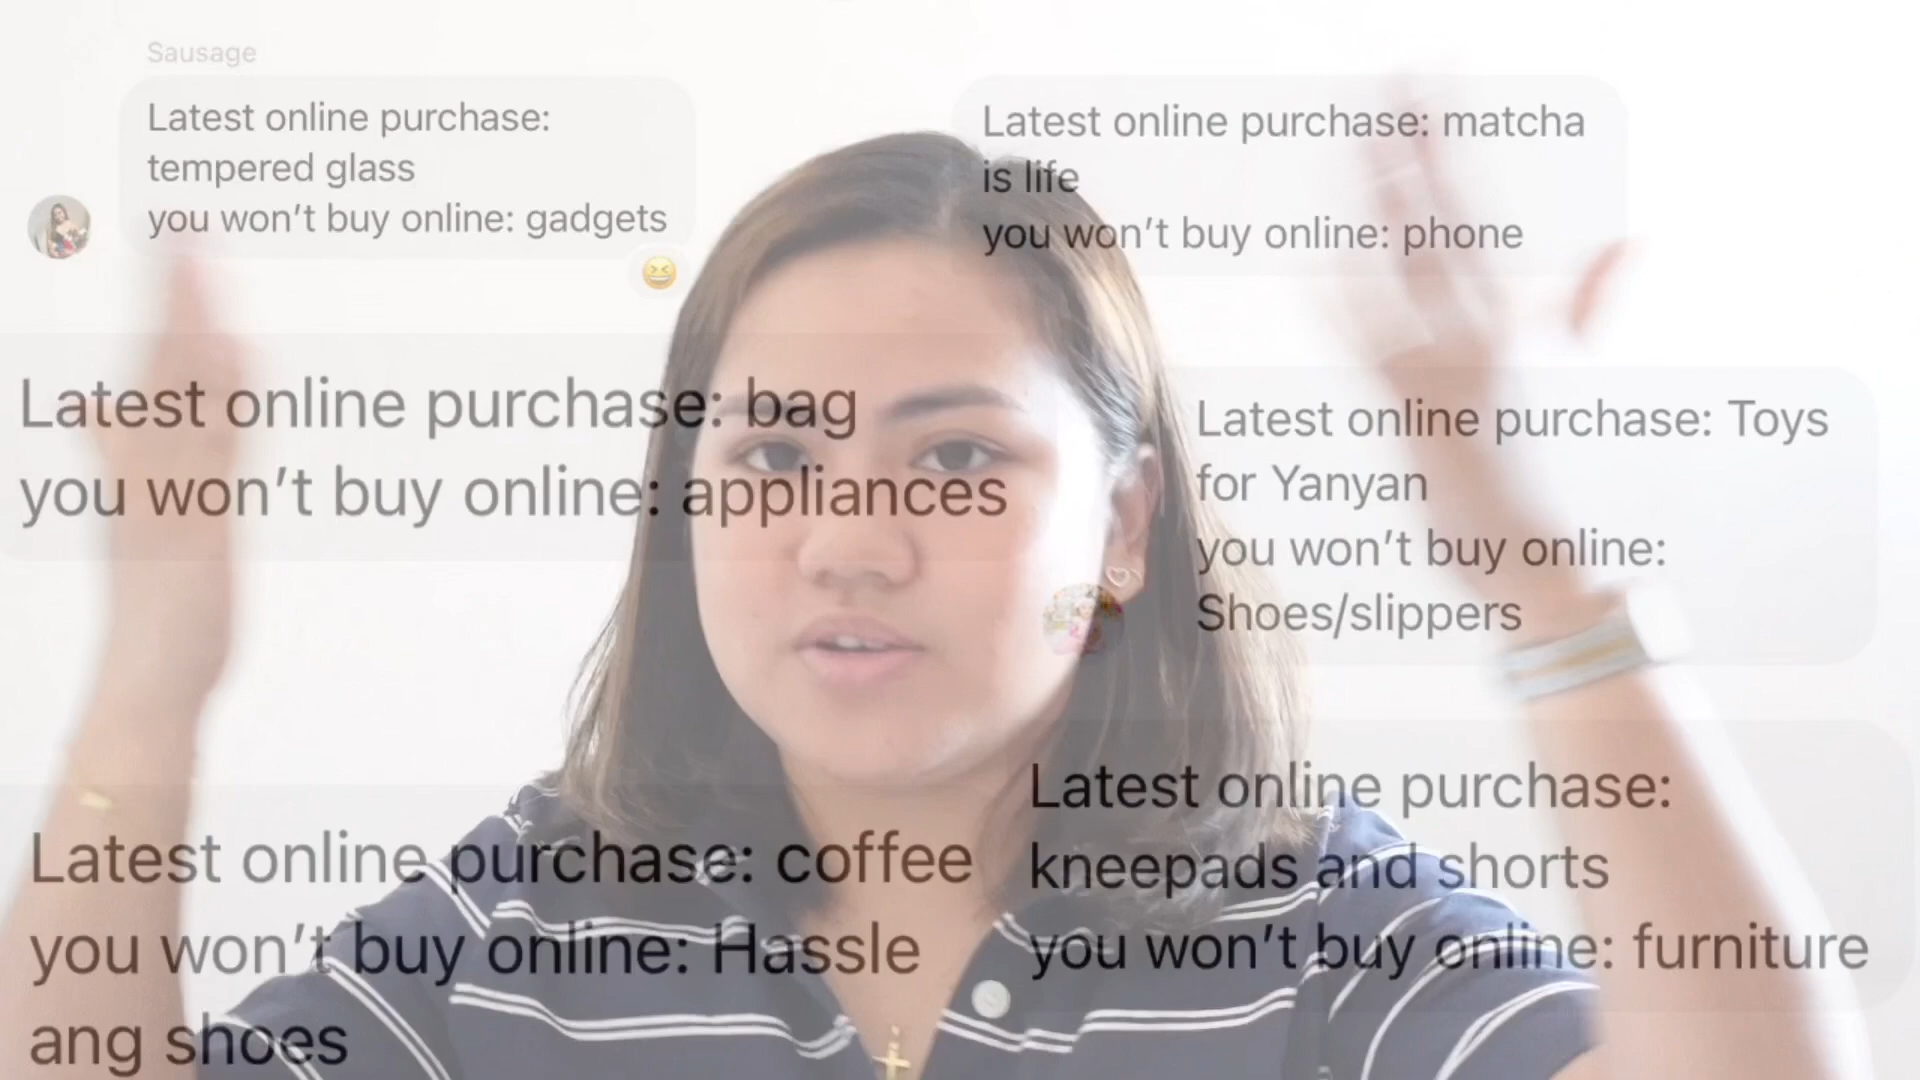 Sausage
Latest online purchase:
tempered glass
you won't buy online: gadgets
Latest online purchase: matcha
is life
you won't buy online: phone
Latest online purchase: bag
you won't buy online: appliances
Latest online purchase: Toys
for Yanyan
you won't buy online:
Shoes/slippers
Latest online purchase: coffee
you won't buy online: Hassle
ang shoes
Latest online purchase:
kneepads and shorts
you won't buy online: furniture